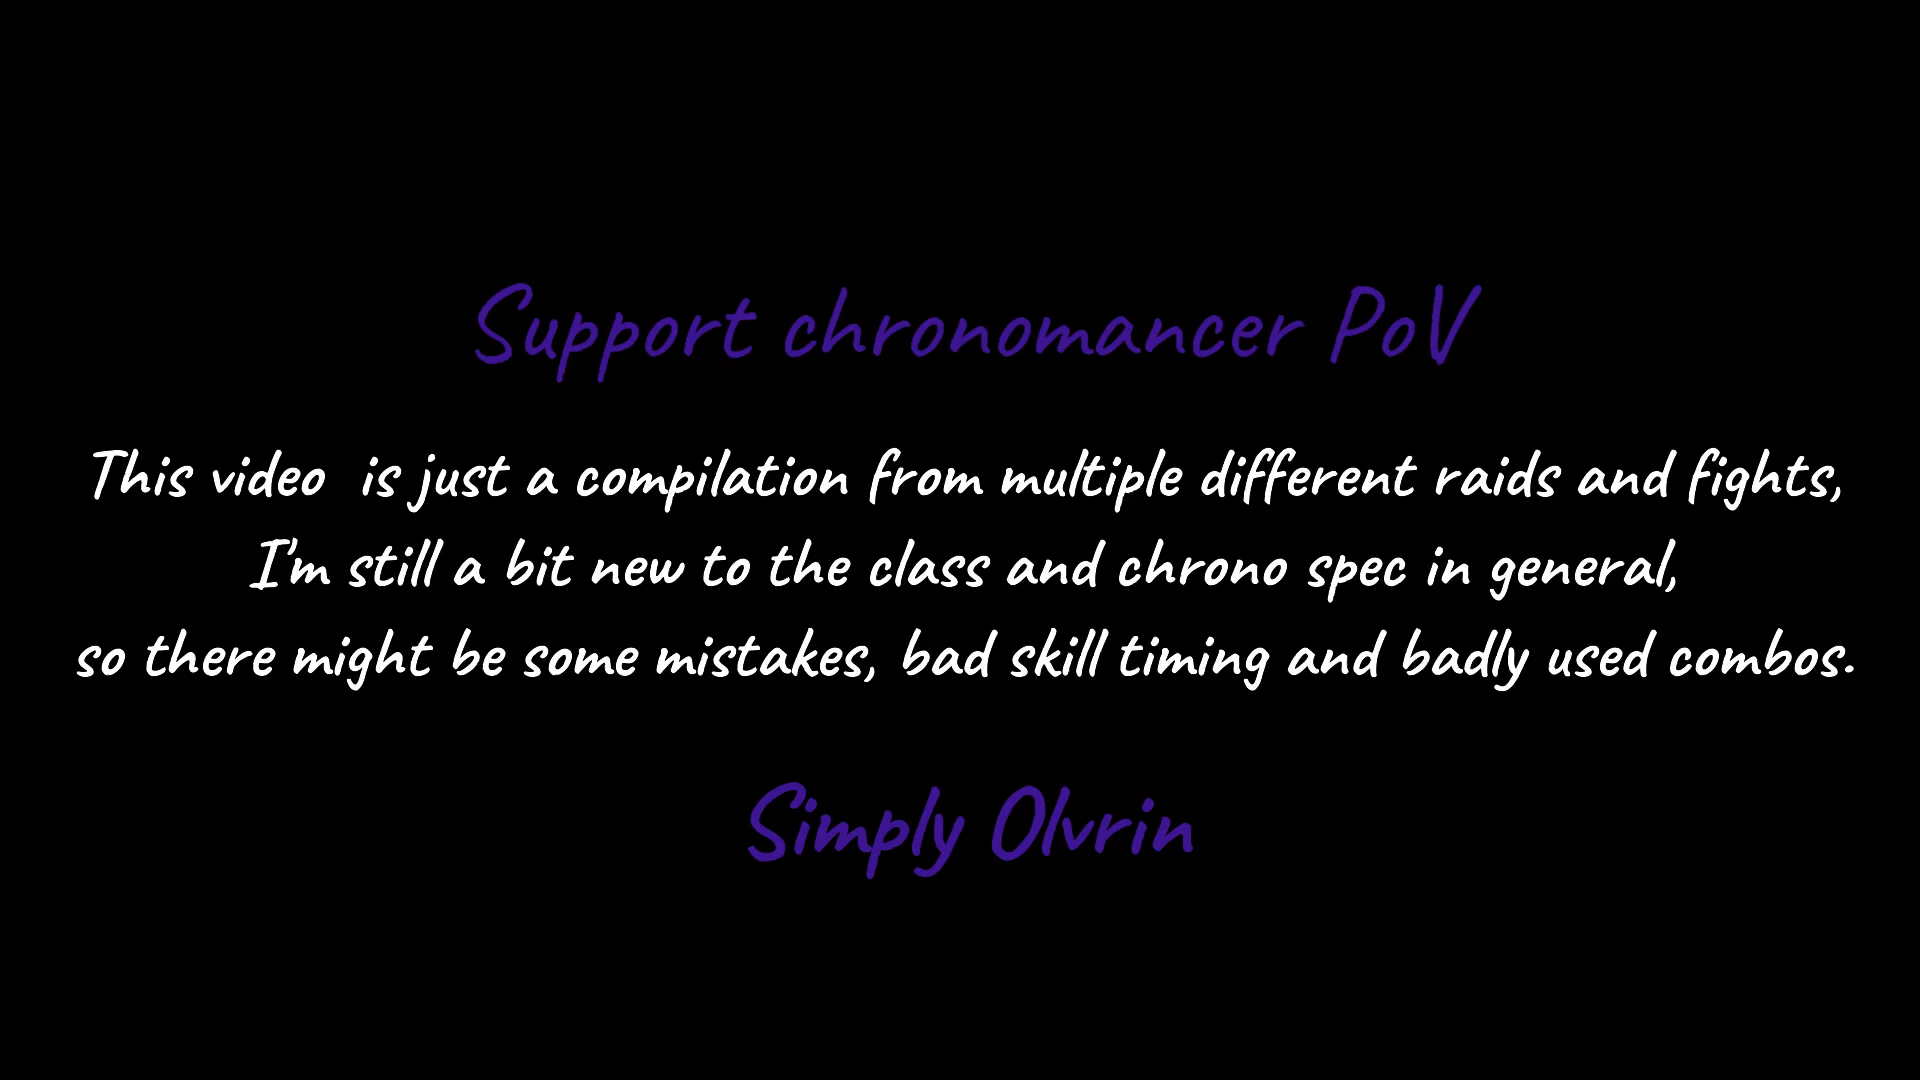 Support chronomancer PoV
This video is just a compilation from multiple different raids and fights,
I'm still a bit new to the class and chrono spec in general,
so there might be some mistakes, bad skill timing and badly used combos.
Simply Olvrin